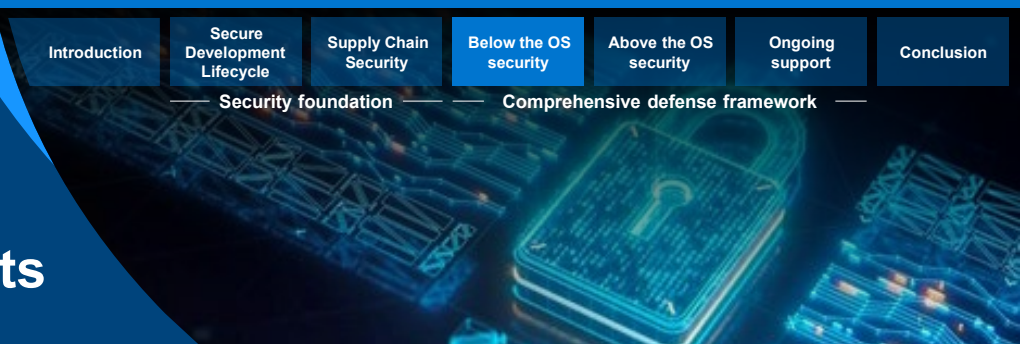 Introduction
Secure
Development
Lifecycle
Supply Chain
Security
Below the OS
security
Above the OS
security
Ongoing
support
Conclusion
Security foundation
Comprehensive defense framework
ts